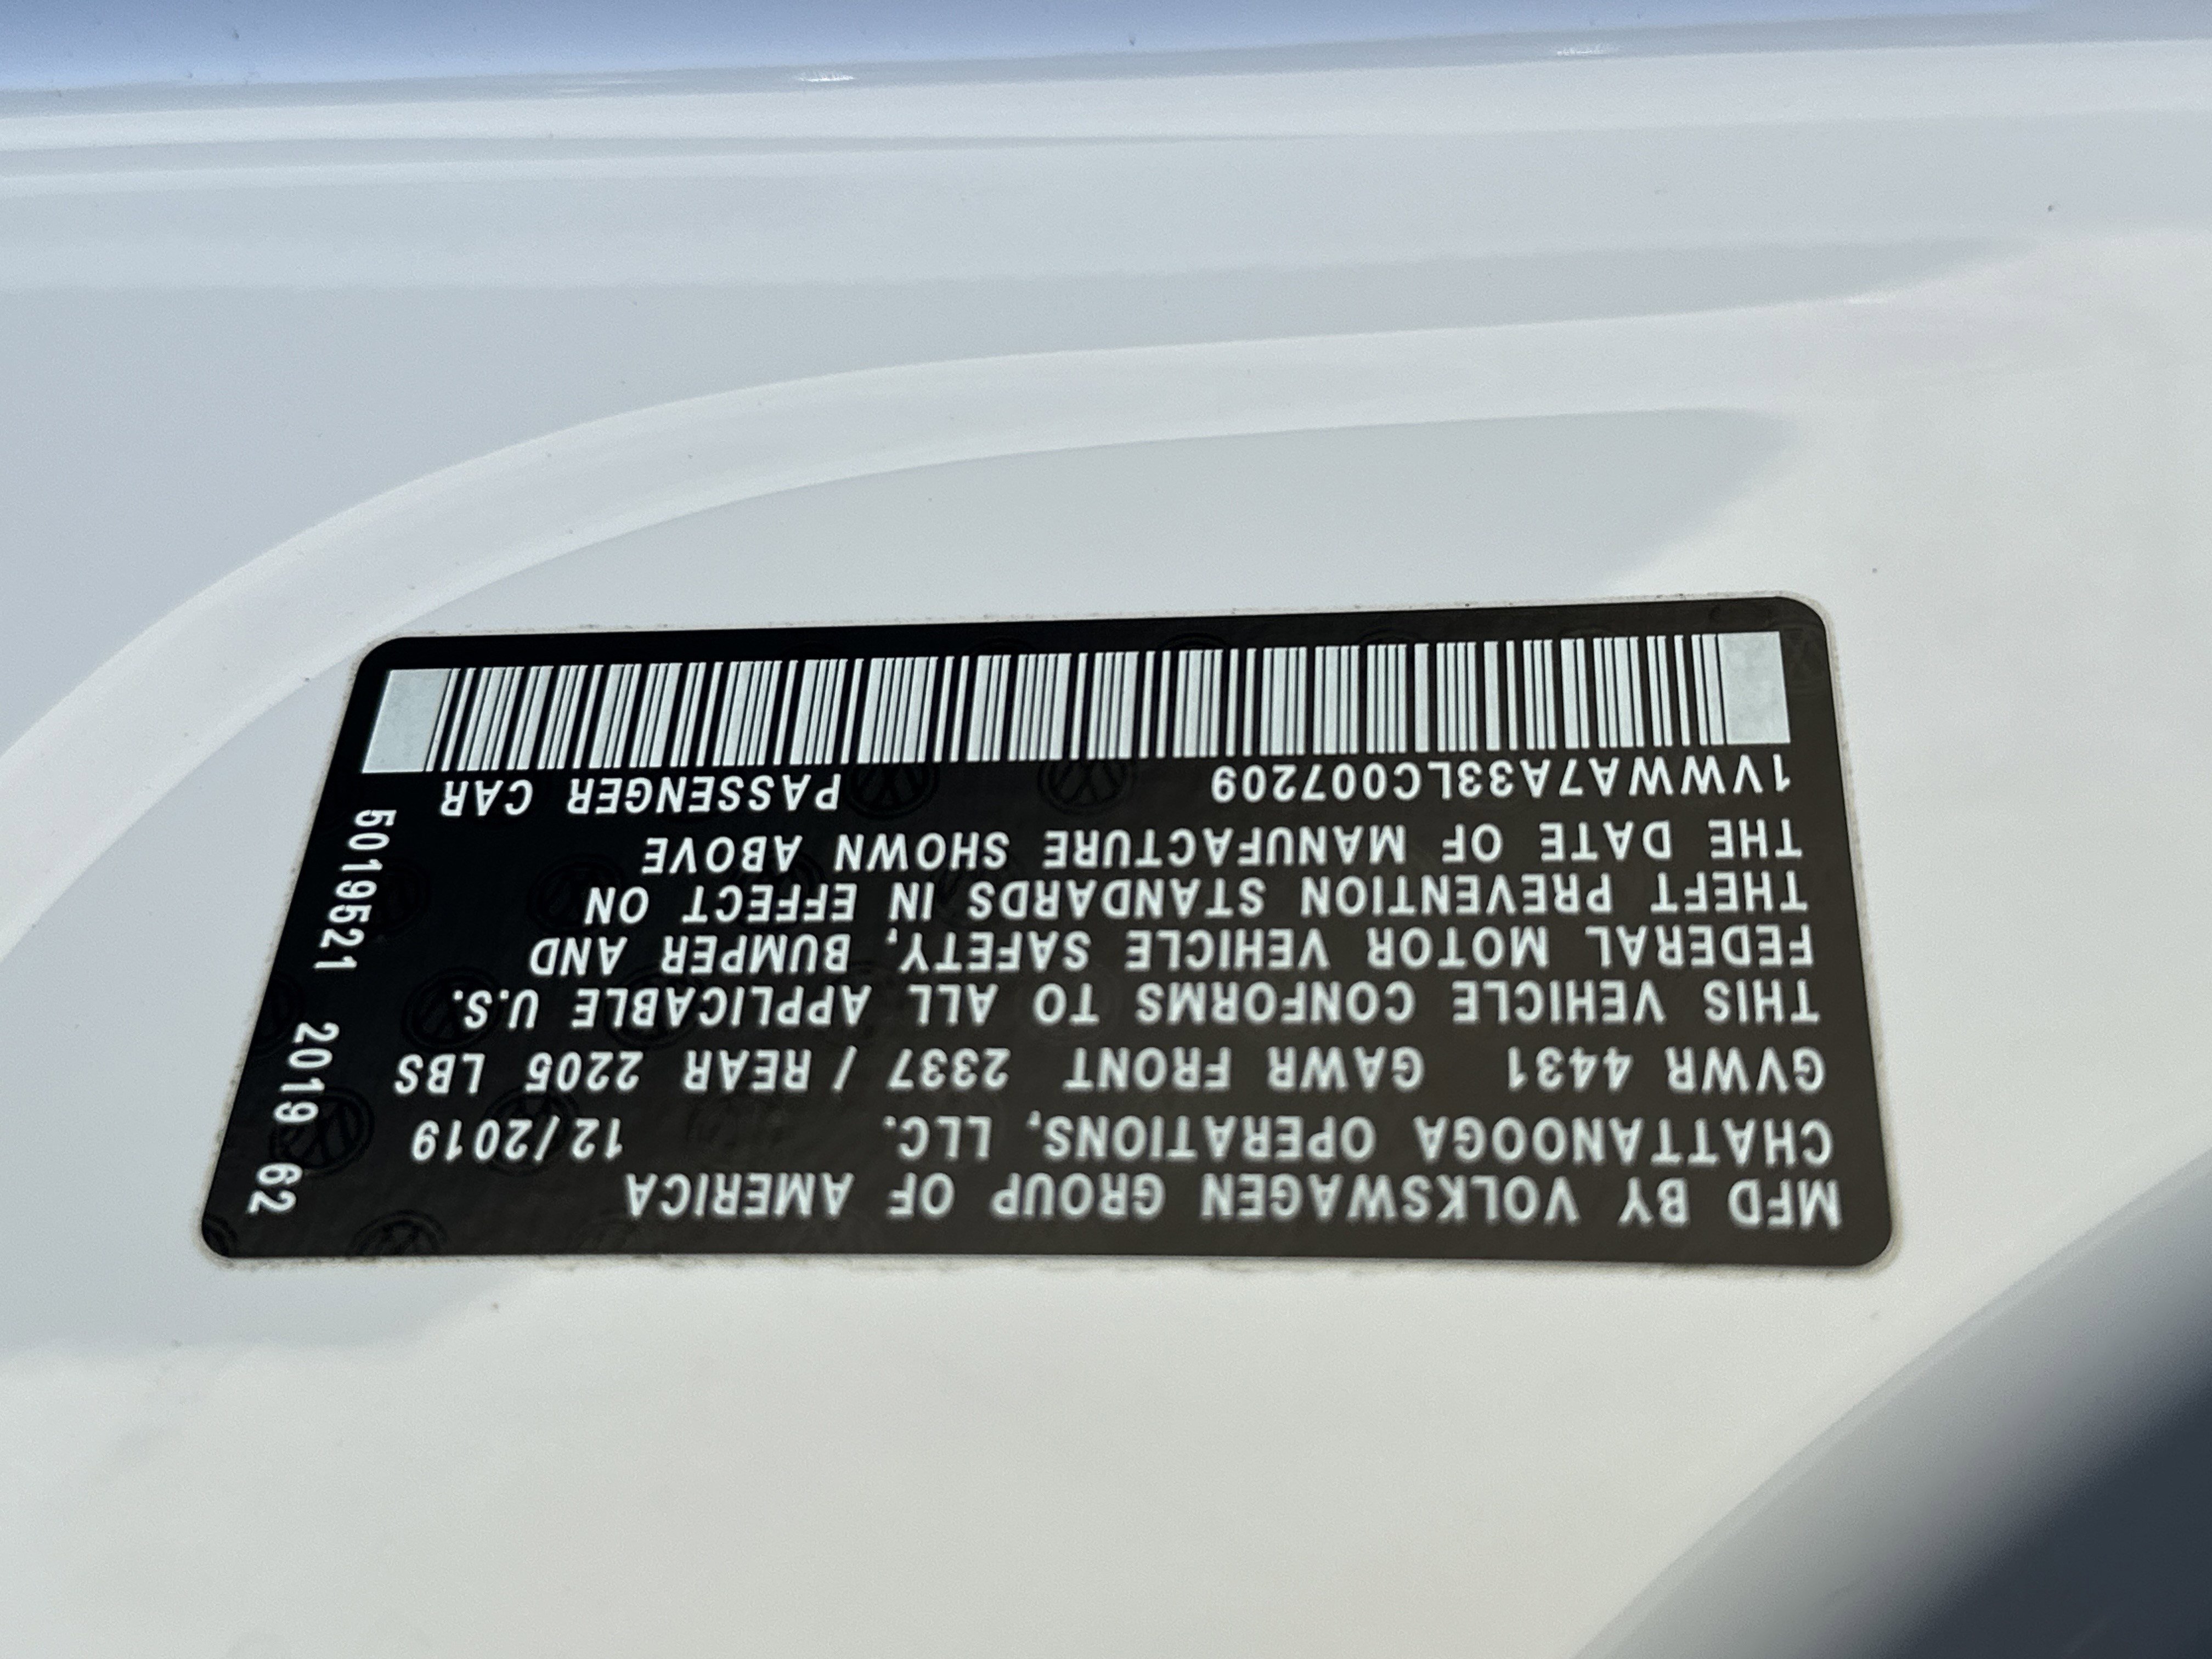 MFD BY VOLKSWAGEN GROUP OF AMERICA
CHATTANOOGA OPERATIONS, LLC. 12/2019
GVWR 4431 GAWR FRONT 2337 / REAR 2205 LBS
THIS VEHICLE CONFORMS TO ALL APPLICABLE U.S.
FEDERAL MOTOR VEHICLE SAFETY, BUMPER AND
THEFT PREVENTION STANDARDS IN EFFECT ON
THE DATE OF MANUFACTURE SHOWN ABOVE
1VWWA7A33LC007209 PASSENGER CAR
5019521 2019 62